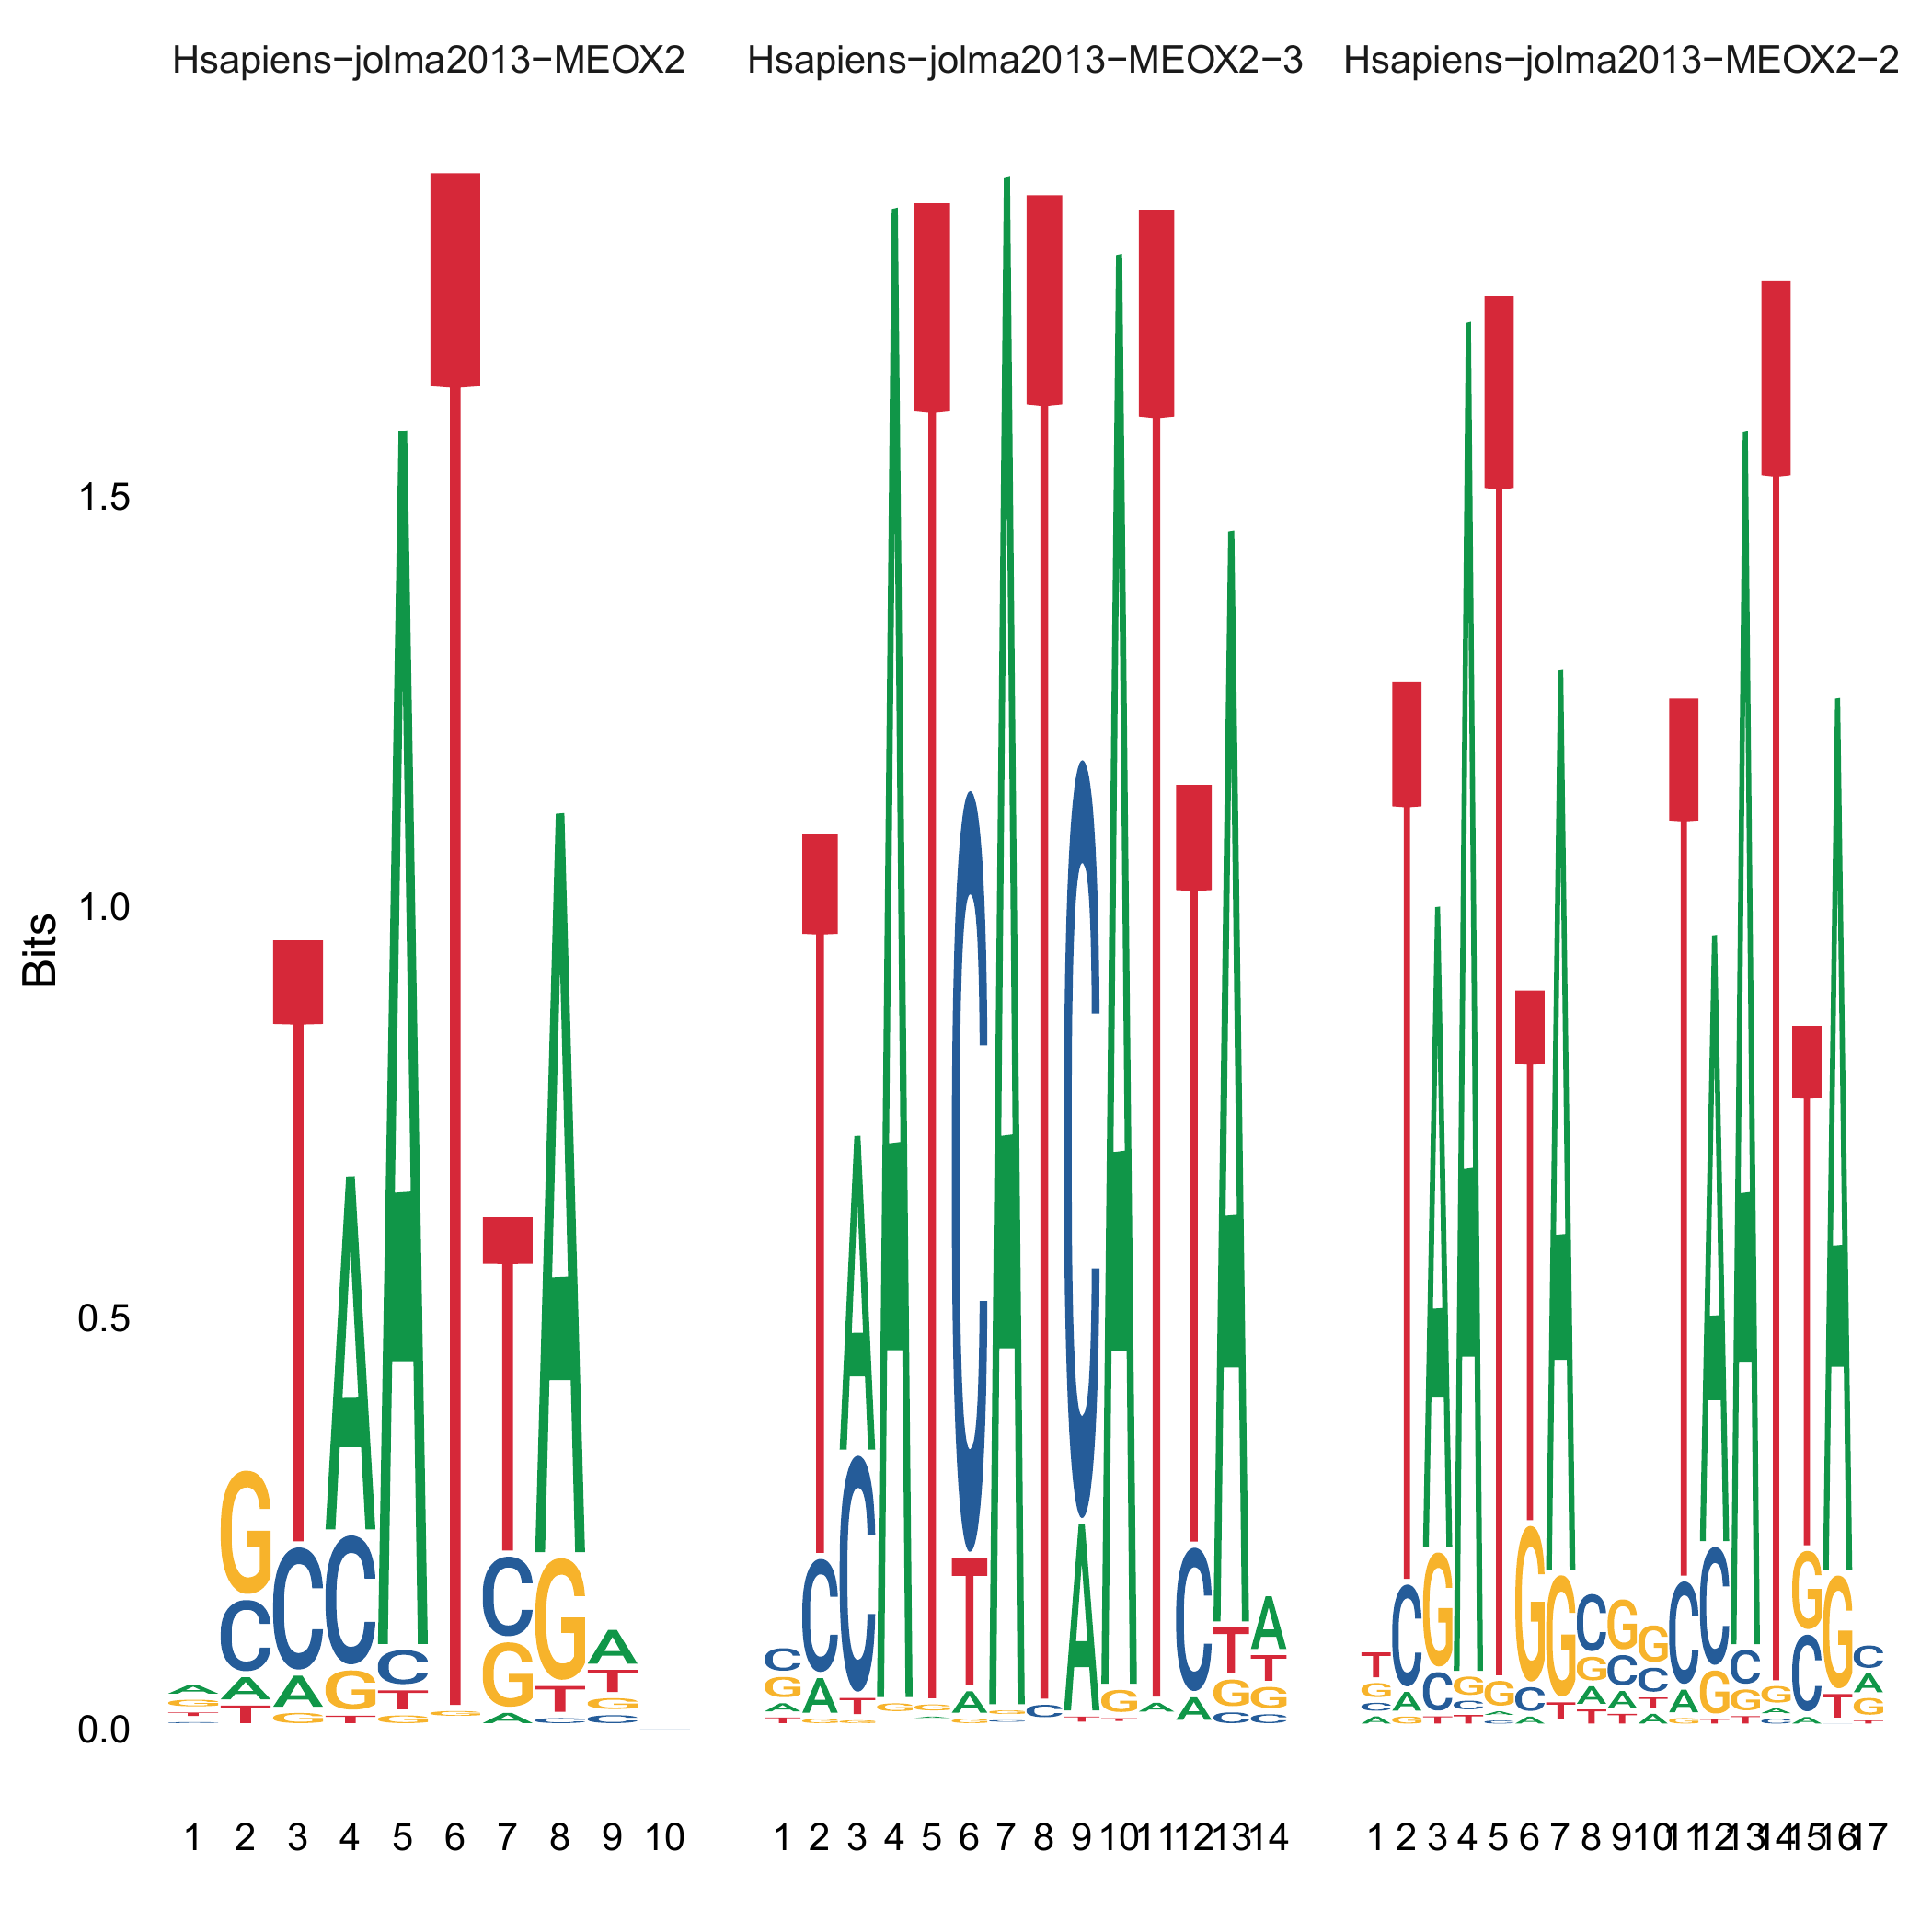 Hsapiens−jolma2013−MEOX2 Hsapiens−jolma2013−MEOX2−3 Hsapiens−jolma2013−MEOX2−2
1.5
1.0
0.5
0.0
Bits
1 2 3 4 5 6 7 8 9 10 1 2 3 4 5 6 7 8 9 10 11 12 13 14 1 2 3 4 5 6 7 8 9 10 11 12 13 14 15 16 17